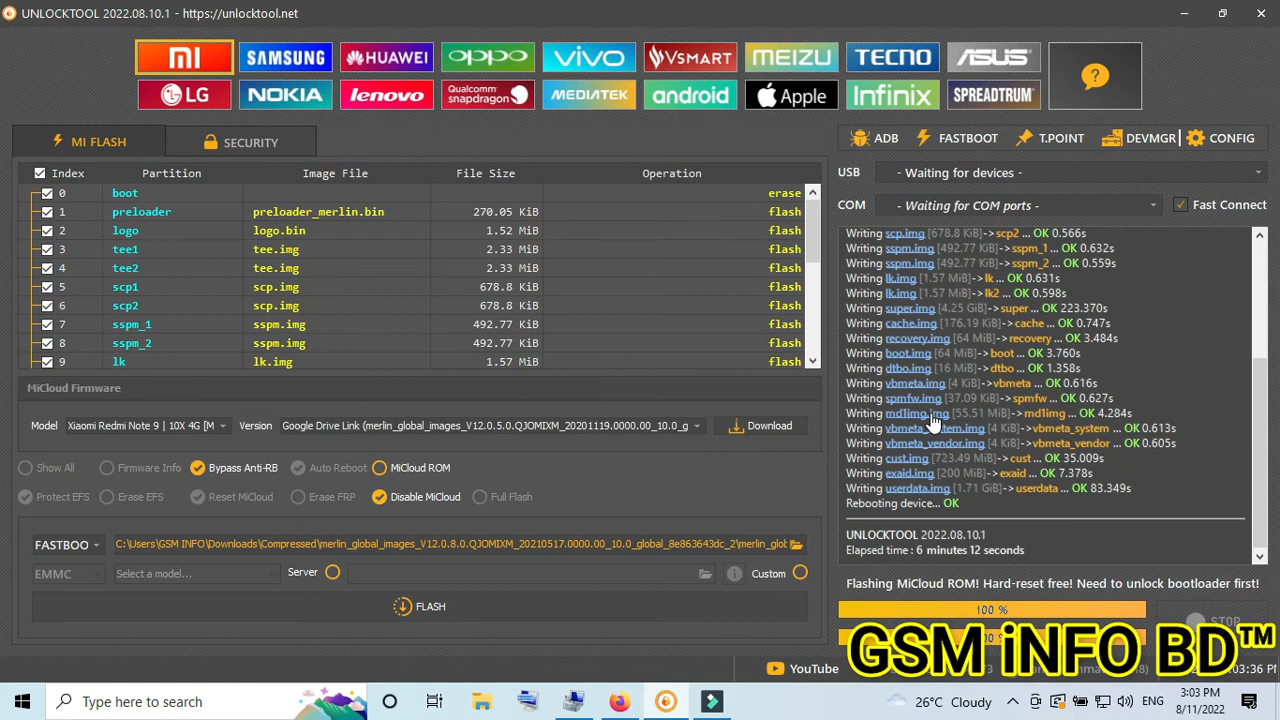 UNLOCKTOOL 2022.08.10.1 - https://unlocktool.net
MI SAMSUNG HUAWEI oppo vivo VSMART MEIZU TECNO ASUS ?
LG NOKIA lenovo Qualcomm snapdragon MEDIATEK android Apple Infinix SPREADTRUM
MI FLASH SECURITY
Index Partition Image File File Size Operation
0 boot erase
1 preloader preloader_merlin.bin 270.05 KiB flash
2 logo logo.bin 1.52 MiB flash
3 tee1 tee.img 2.33 MiB flash
4 tee2 tee.img 2.33 MiB flash
5 scp1 scp.img 678.8 KiB flash
6 scp2 scp.img 678.8 KiB flash
7 sspm_1 sspm.img 492.77 KiB flash
8 sspm_2 sspm.img 492.77 KiB flash
9 lk lk.img 1.57 MiB flash
MiCloud Firmware
Model Xiaomi Redmi Note 9 | 10X 4G [M Version Google Drive Link (merlin_global_images_V12.0.5.0.QJOMIXM_20201119.0000.00_10.0_g Download
Show All Firmware Info Bypass Anti-RB Auto Reboot MiCloud ROM
Protect EFS Erase EFS Reset MiCloud Erase FRP Disable MiCloud Full Flash
FASTBOO C:\Users\GSM INFO\Downloads\Compressed\merlin_global_images_V12.0.8.0.QJOMIXM_20210517.0000.00_10.0_global_8e863643dc_2\merlin_glob
EMMC Select a model... Server Custom
FLASH
ADB FASTBOOT T.POINT DEVMGR CONFIG
USB - Waiting for devices -
COM - Waiting for COM ports - Fast Connect
Writing scp.img [678.8 KiB]->scp2 ... OK 0.566s
Writing sspm.img [492.77 KiB]->sspm_1 ... OK 0.632s
Writing sspm.img [492.77 KiB]->sspm_2 ... OK 0.559s
Writing lk.img [1.57 MiB]->lk ... OK 0.631s
Writing lk.img [1.57 MiB]->lk2 ... OK 0.598s
Writing super.img [4.25 GiB]->super ... OK 223.370s
Writing cache.img [176.19 KiB]->cache ... OK 0.747s
Writing recovery.img [64 MiB]->recovery ... OK 3.484s
Writing boot.img [64 MiB]->boot ... OK 3.760s
Writing dtbo.img [16 MiB]->dtbo ... OK 1.358s
Writing vbmeta.img [4 KiB]->vbmeta ... OK 0.616s
Writing spmfw.img [37.09 KiB]->spmfw ... OK 0.627s
Writing md1img.img [55.51 MiB]->md1img ... OK 4.284s
Writing vbmeta_system.img [4 KiB]->vbmeta_system ... OK 0.613s
Writing vbmeta_vendor.img [4 KiB]->vbmeta_vendor ... OK 0.605s
Writing cust.img [723.49 MiB]->cust ... OK 35.009s
Writing exaid.img [200 MiB]->exaid ... OK 7.378s
Writing userdata.img [1.71 GiB]->userdata ... OK 83.349s
Rebooting device... OK
UNLOCKTOOL 2022.08.10.1
Elapsed time : 6 minutes 12 seconds
Flashing MiCloud ROM! Hard-reset free! Need to unlock bootloader first!
100 %
STOP
GSM iNFO BD™
YouTube
Type here to search
26°C Cloudy ENG 3:03 PM
8/11/2022